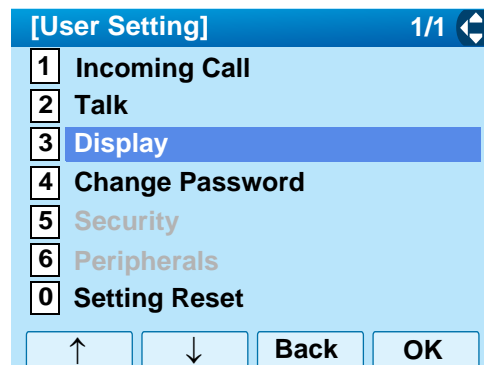 [User Setting] 1/1
1 Incoming Call
2 Talk
3 Display
4 Change Password
5 Security
6 Peripherals
0 Setting Reset
↑ ↓ Back OK